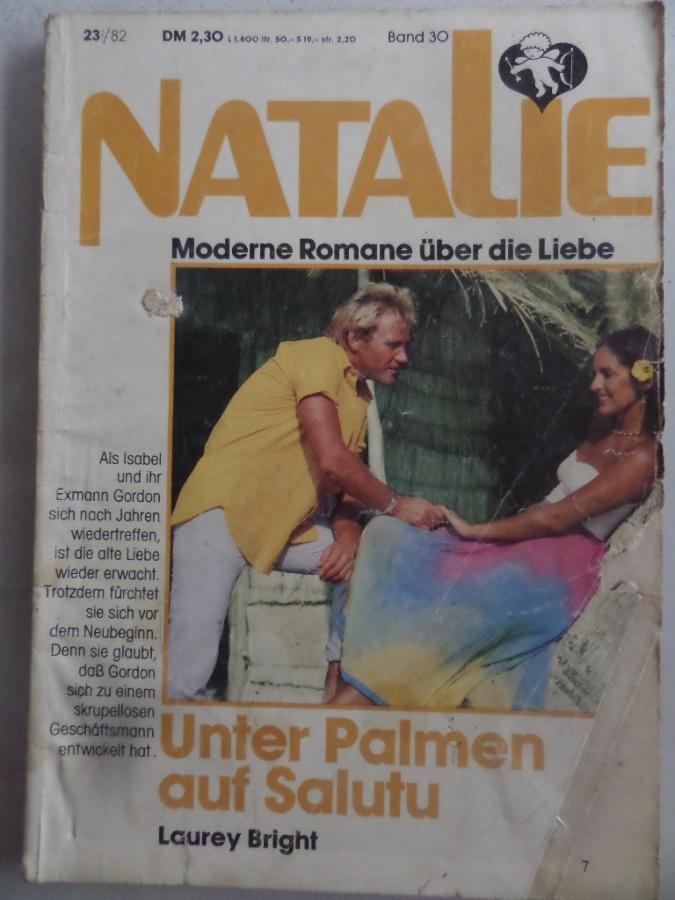 23²/82 DM 2,30 L 1.600 lfr. 50,- S 19,- sfr. 2,20 Band 30
NATALIE
Moderne Romane über die Liebe
Als Isabel
und ihr
Exmann Gordon
sich nach Jahren
wiedertreffen,
ist die alte Liebe
wieder erwacht.
Trotzdem fürchtet
sie sich vor
dem Neubeginn.
Denn sie glaubt,
daß Gordon
sich zu einem
skrupellosen
Geschäftsmann
entwickelt hat.
Unter Palmen
auf Salutu
Laurey Bright
7